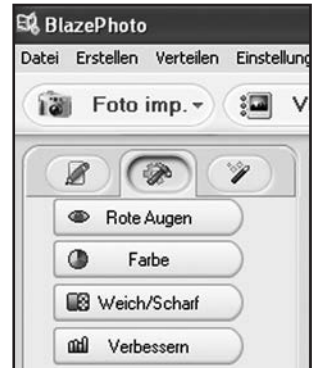 BlazePhoto
Datei Erstellen Verteilen Einstellung
Foto imp. V
Rote Augen
Farbe
Weich/Scharf
Verbessern